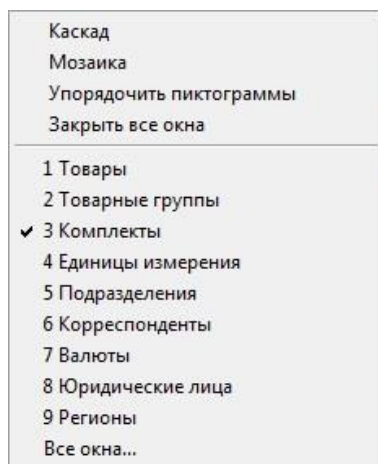 Каскад
Мозаика
Упорядочить пиктограммы
Закрыть все окна
1 Товары
2 Товарные группы
3 Комплекты
4 Единицы измерения
5 Подразделения
6 Корреспонденты
7 Валюты
8 Юридические лица
9 Регионы
Все окна...